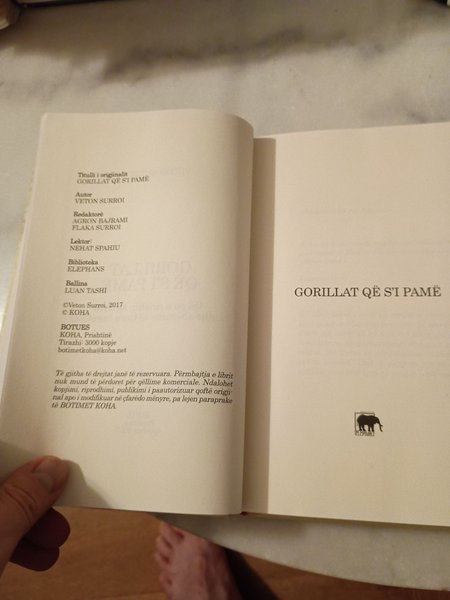 Titulli i origjinalit
GORILLAT QË S'I PAMË
Autor
VETON SURROI
Redaktorë
AGRON BAJRAMI
FLAKA SURROI
Lektor
NEHAT SPAHIU
Biblioteka
ELEPHANS
Ballina
LUAN TASHI
©Veton Surroi, 2017
© KOHA
BOTUES
KOHA, Prishtinë
Tirazhi: 3000 kopje
botimetkoha@koha.net
Të gjitha të drejtat janë të rezervuara. Përmbajtja e librit
nuk mund të përdoret për qëllime komerciale. Ndalohet
kopjimi, riprodhimi, publikimi i paautorizuar qoftë origji-
nal apo i modifikuar në çfarëdo mënyre, pa lejen paraprake
të BOTIMET KOHA.
GORILLAT QË S'I PAMË
ELEPHANS